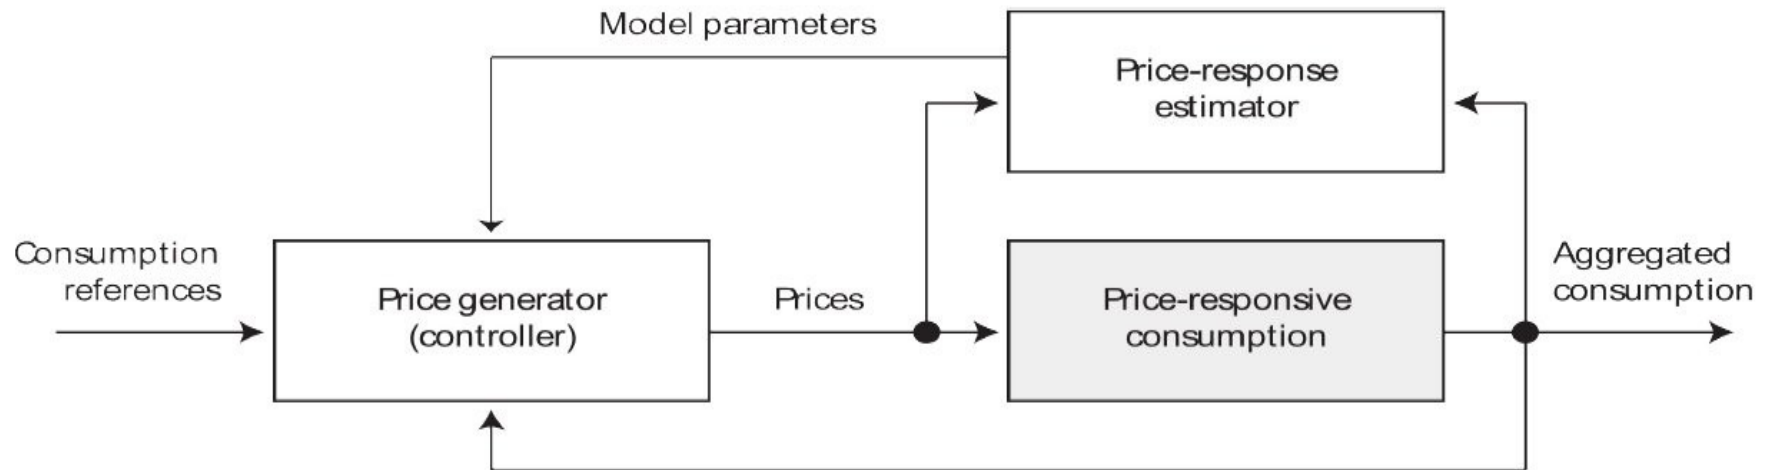 Model parameters
Price-response
estimator
Consumption
references
Price generator
(controller)
Prices
Price-responsive
consumption
Aggregated
consumption